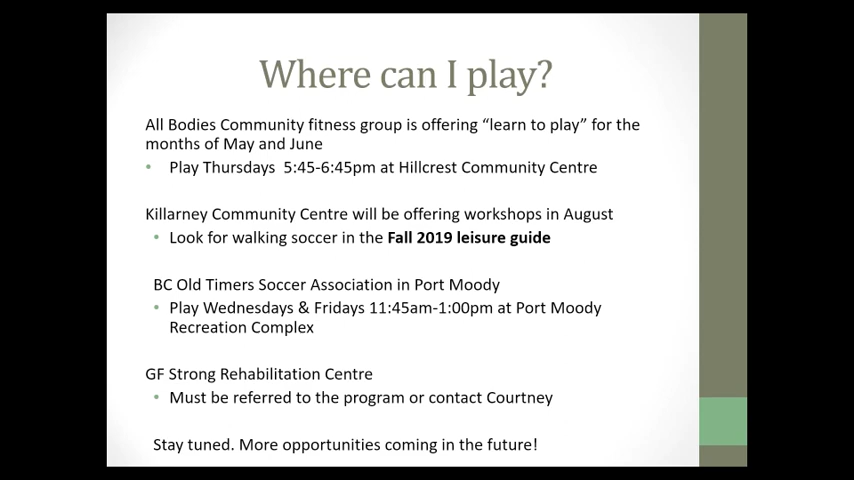 Where can I play?
All Bodies Community fitness group is offering “learn to play” for the
months of May and June
• Play Thursdays  5:45-6:45pm at Hillcrest Community Centre
Killarney Community Centre will be offering workshops in August
• Look for walking soccer in the Fall 2019 leisure guide
BC Old Timers Soccer Association in Port Moody
• Play Wednesdays & Fridays 11:45am-1:00pm at Port Moody
Recreation Complex
GF Strong Rehabilitation Centre
• Must be referred to the program or contact Courtney
Stay tuned. More opportunities coming in the future!